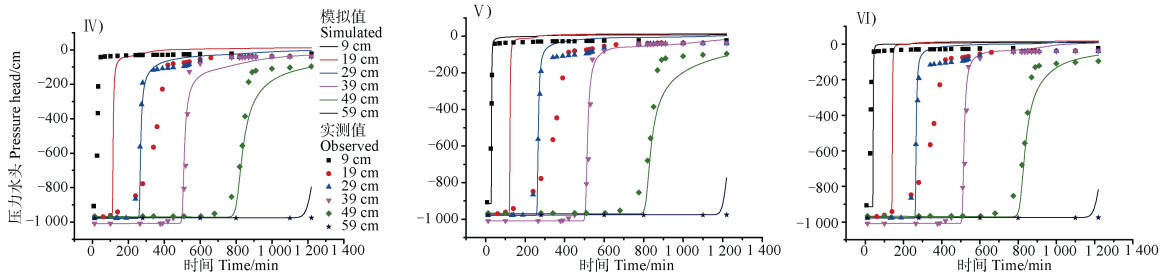 IV)
0
−200
−400
−600
−800
−1 000
压力水头 Pressure head/cm
0 200 400 600 800 1 000 1 200 1 400
时间 Time/min
模拟值
Simulated
9 cm
19 cm
29 cm
39 cm
49 cm
59 cm
实测值
Observed
9 cm
19 cm
29 cm
39 cm
49 cm
59 cm
V)
0
−200
−400
−600
−800
−1 000
0 200 400 600 800 1 000 1 200 1 400
时间 Time/min
VI)
0
−200
−400
−600
−800
−1 000
0 200 400 600 800 1 000 1 200 1 400
时间 Time/min